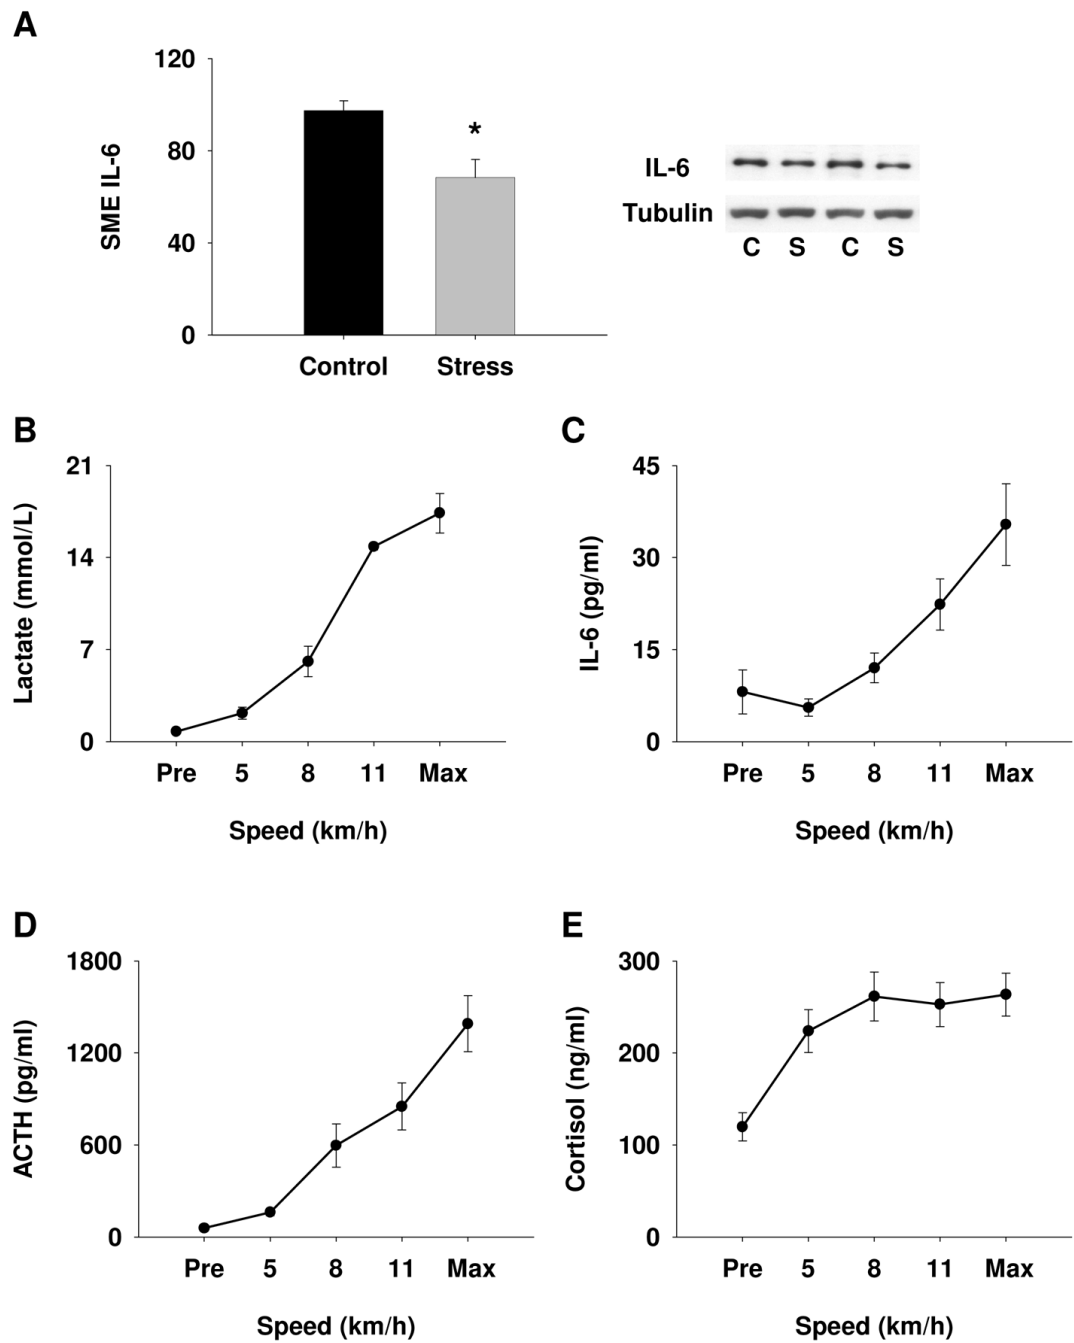 A
120
80
40
0
SME IL-6
*
Control Stress
IL-6
Tubulin
C S C S
B
21
14
7
0
Lactate (mmol/L)
Pre 5 8 11 Max
Speed (km/h)
C
45
30
15
0
IL-6 (pg/ml)
Pre 5 8 11 Max
Speed (km/h)
D
1800
1200
600
0
ACTH (pg/ml)
Pre 5 8 11 Max
Speed (km/h)
E
300
200
100
0
Cortisol (ng/ml)
Pre 5 8 11 Max
Speed (km/h)